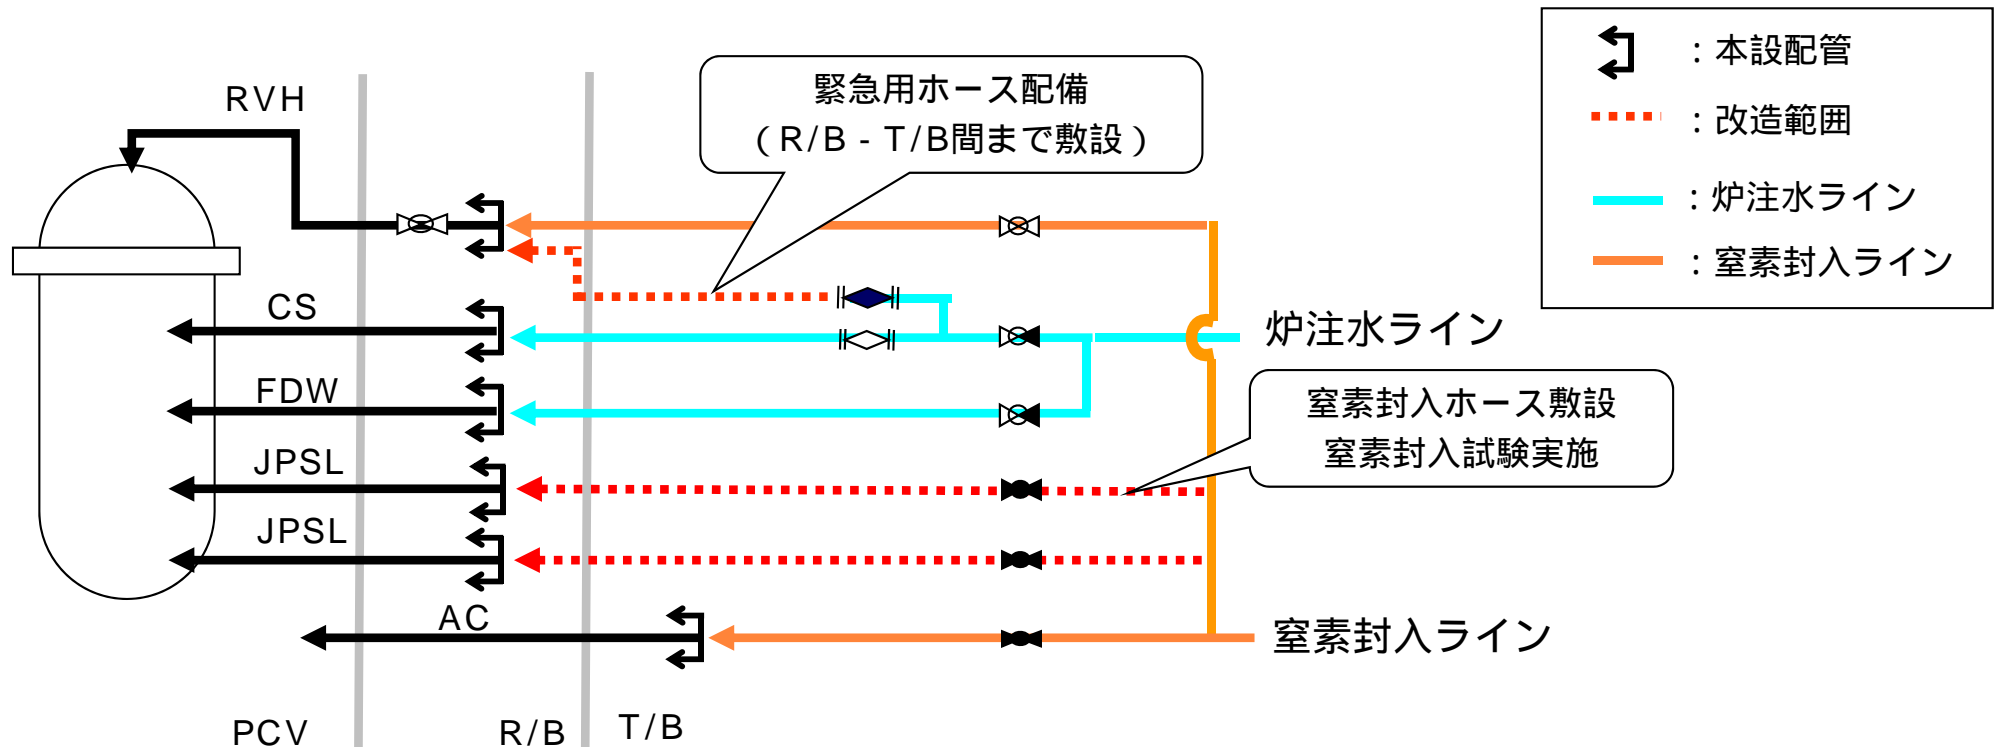 RVH
緊急用ホース配備
（R/B - T/B間まで敷設）
：本設配管
：改造範囲
：炉注水ライン
：窒素封入ライン
CS
炉注水ライン
FDW
窒素封入ホース敷設
窒素封入試験実施
JPSL
JPSL
AC
窒素封入ライン
PCV
R/B
T/B